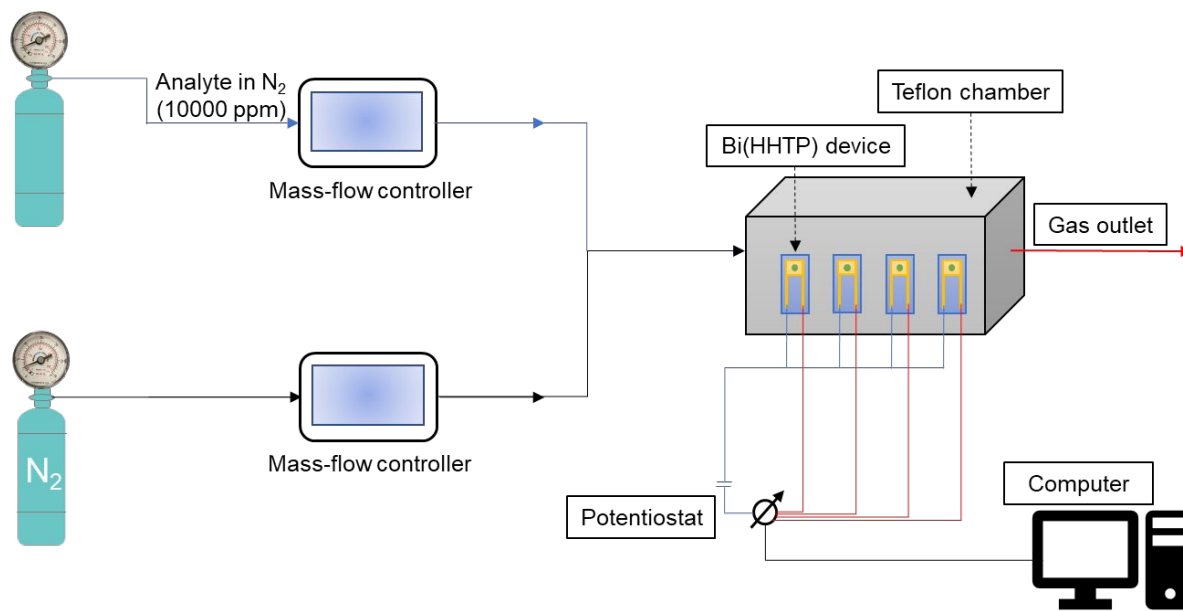 Analyte in N₂
(10000 ppm)
Mass-flow controller
Teflon chamber
Bi(HHTP) device
Gas outlet
N₂
Mass-flow controller
Potentiostat
Computer